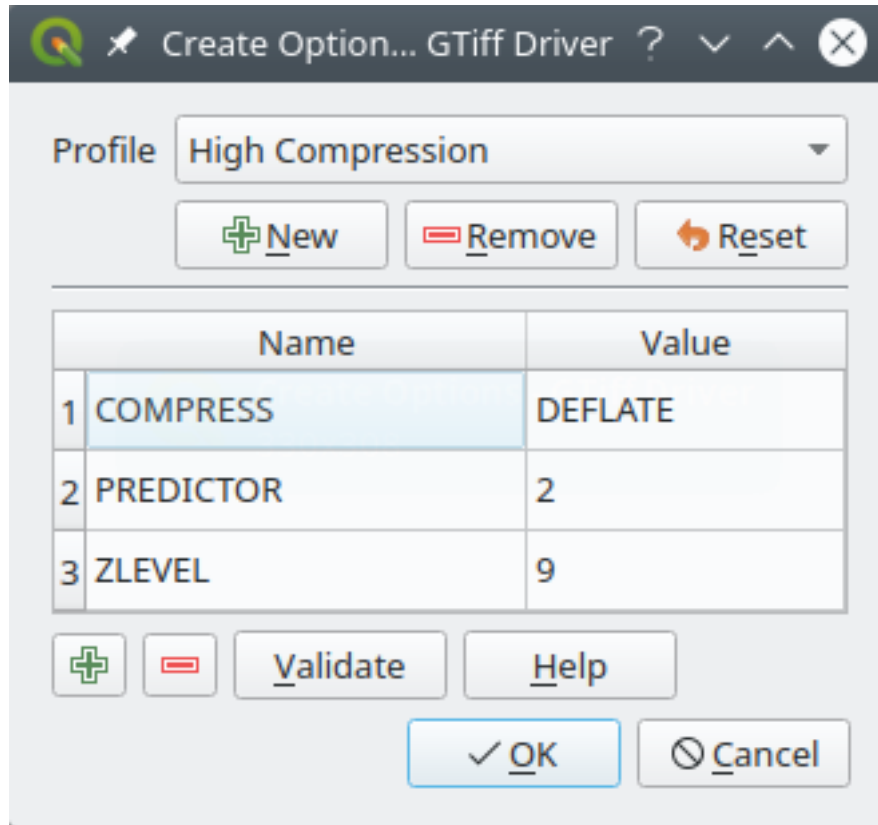 Create Option... GTiff Driver ?
Profile High Compression
New Remove Reset
Name Value
1 COMPRESS DEFLATE
2 PREDICTOR 2
3 ZLEVEL 9
Validate Help
OK Cancel